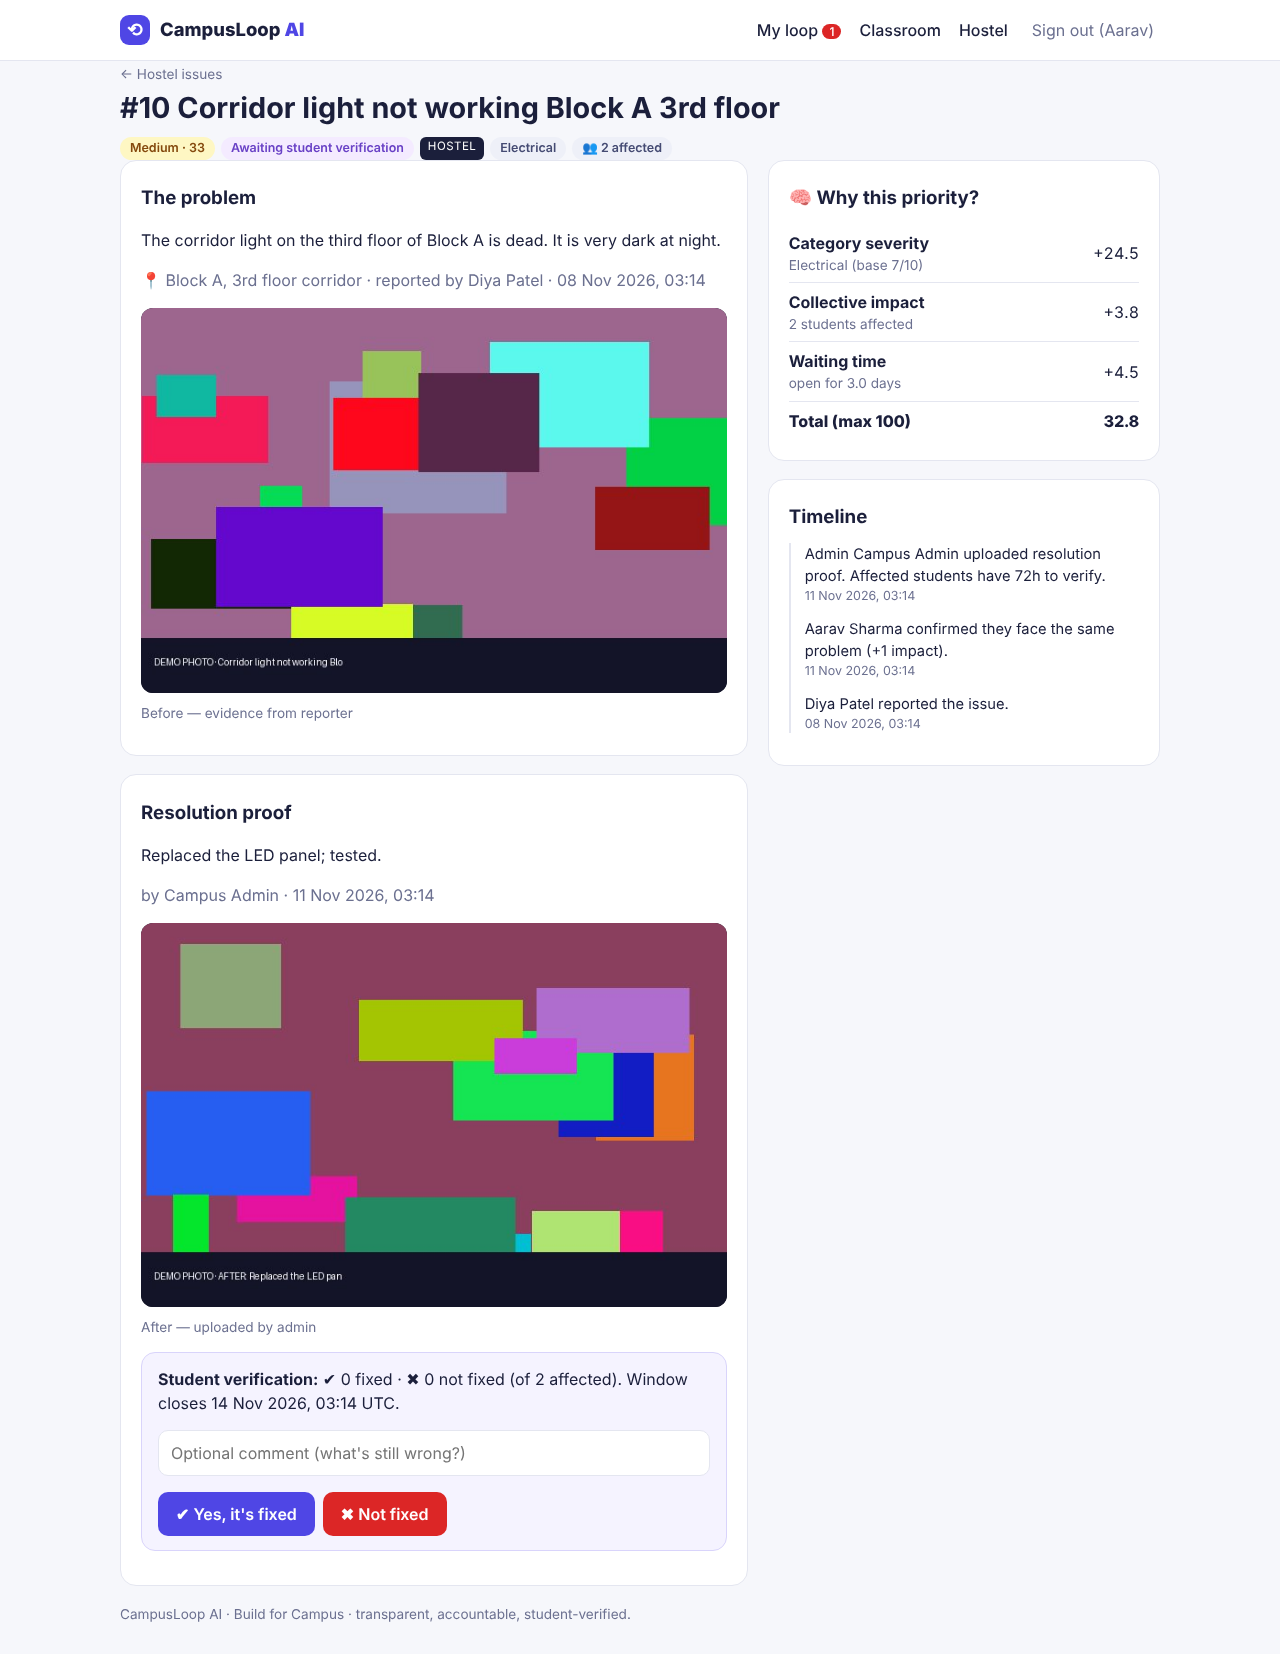 CampusLoop AI
My loop 1 Classroom Hostel Sign out (Aarav)
← Hostel issues
#10 Corridor light not working Block A 3rd floor
Medium · 33 Awaiting student verification HOSTEL Electrical 👥 2 affected
The problem
The corridor light on the third floor of Block A is dead. It is very dark at night.
📍 Block A, 3rd floor corridor · reported by Diya Patel · 08 Nov 2026, 03:14
DEMO PHOTO · Corridor light not working Blo
Before — evidence from reporter
Resolution proof
Replaced the LED panel; tested.
by Campus Admin · 11 Nov 2026, 03:14
DEMO PHOTO · AFTER: Replaced the LED pan
After — uploaded by admin
Student verification: ✔ 0 fixed · ✖ 0 not fixed (of 2 affected). Window
closes 14 Nov 2026, 03:14 UTC.
Optional comment (what's still wrong?)
✔ Yes, it's fixed ✖ Not fixed
🧠 Why this priority?
Category severity +24.5
Electrical (base 7/10)
Collective impact +3.8
2 students affected
Waiting time +4.5
open for 3.0 days
Total (max 100) 32.8
Timeline
Admin Campus Admin uploaded resolution
proof. Affected students have 72h to verify.
11 Nov 2026, 03:14
Aarav Sharma confirmed they face the same
problem (+1 impact).
11 Nov 2026, 03:14
Diya Patel reported the issue.
08 Nov 2026, 03:14
CampusLoop AI · Build for Campus · transparent, accountable, student-verified.